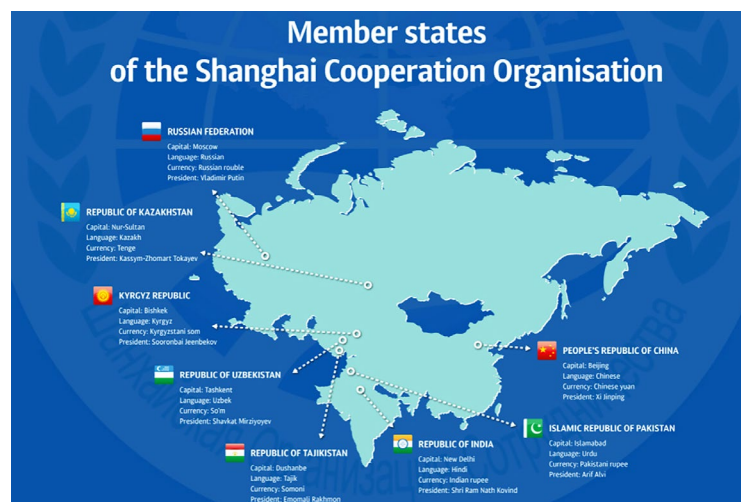 Member states
of the Shanghai Cooperation Organisation
RUSSIAN FEDERATION
Capital: Moscow
Language: Russian
Currency: Russian rouble
President: Vladimir Putin
REPUBLIC OF KAZAKHSTAN
Capital: Nur-Sultan
Language: Kazakh
Currency: Tenge
President: Kassym-Zhomart Tokayev
KYRGYZ REPUBLIC
Capital: Bishkek
Language: Kyrgyz
Currency: Kyrgyzstani som
President: Sooronbai Jeenbekov
REPUBLIC OF UZBEKISTAN
Capital: Tashkent
Language: Uzbek
Currency: So'm
President: Shavkat Mirziyoyev
REPUBLIC OF TAJIKISTAN
Capital: Dushanbe
Language: Tajik
Currency: Somoni
President: Emomali Rakhmon
REPUBLIC OF INDIA
Capital: New Delhi
Language: Hindi
Currency: Indian rupee
President: Shri Ram Nath Kovind
PEOPLE'S REPUBLIC OF CHINA
Capital: Beijing
Language: Chinese
Currency: Chinese yuan
President: Xi Jinping
ISLAMIC REPUBLIC OF PAKISTAN
Capital: Islamabad
Language: Urdu
Currency: Pakistani rupee
President: Arif Alvi